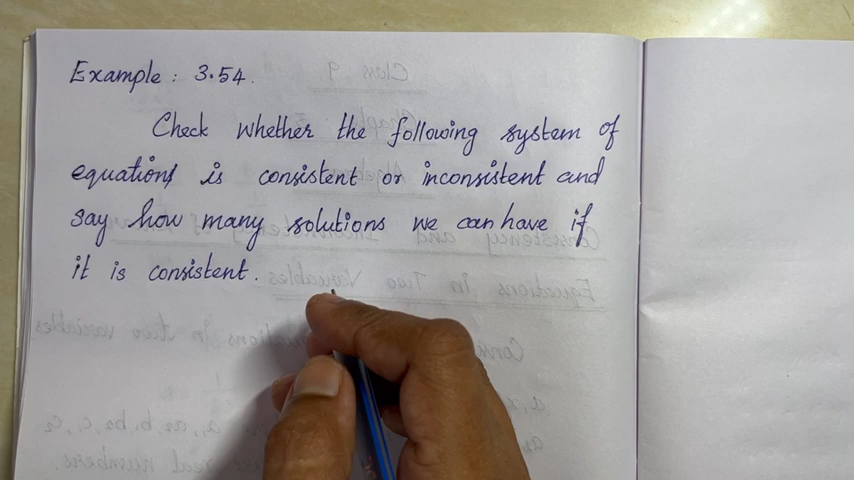 Example : 3.54.
Check whether the following system of
equations is consistent or inconsistent and
say how many solutions we can have if
it is consistent.